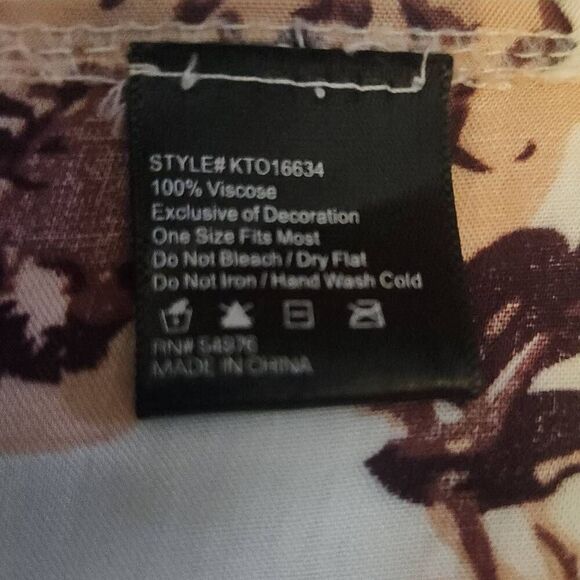 STYLE# KTO16634
100% Viscose
Exclusive of Decoration
One Size Fits Most
Do Not Bleach / Dry Flat
Do Not Iron / Hand Wash Cold
RN# 54976
MADE IN CHINA